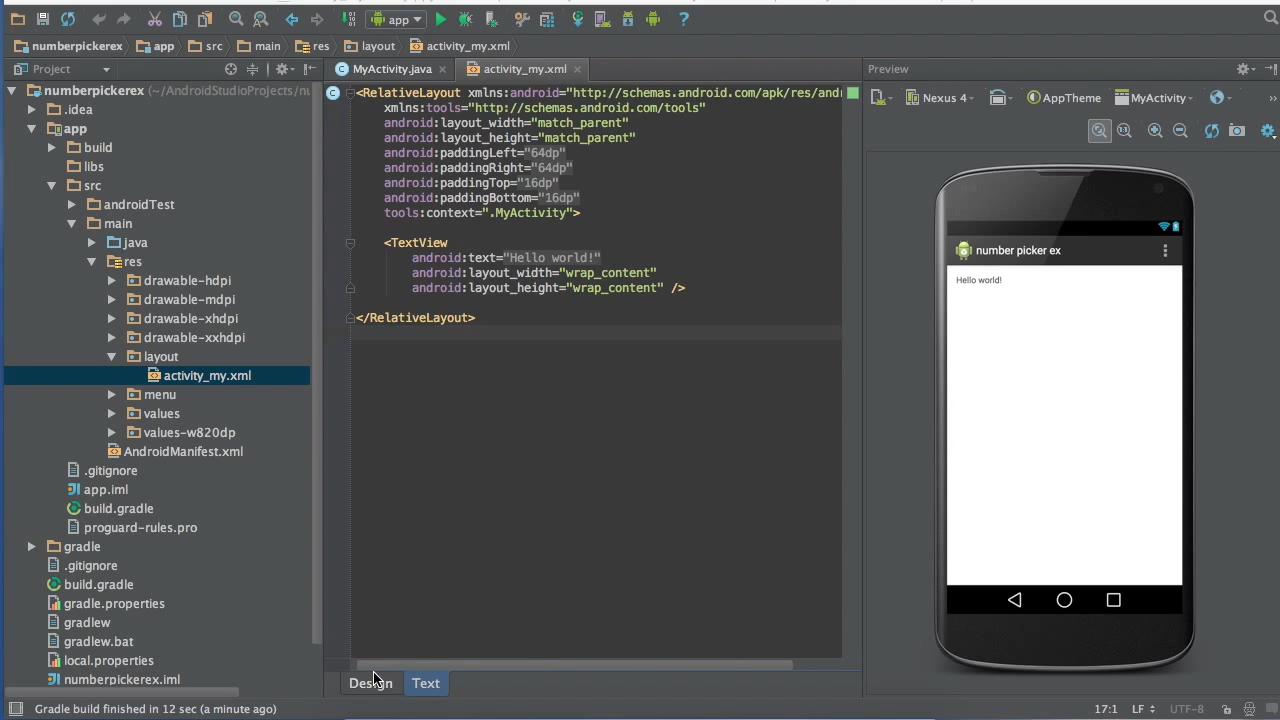 app
numberpickerex app src main res layout activity_my.xml
Project
MyActivity.java activity_my.xml
Preview
numberpickerex (~/AndroidStudioProjects/nu
.idea
app
build
libs
src
androidTest
main
java
res
drawable-hdpi
drawable-mdpi
drawable-xhdpi
drawable-xxhdpi
layout
activity_my.xml
menu
values
values-w820dp
AndroidManifest.xml
.gitignore
app.iml
build.gradle
proguard-rules.pro
gradle
.gitignore
build.gradle
gradle.properties
gradlew
gradlew.bat
local.properties
numberpickerex.iml
<RelativeLayout xmlns:android="http://schemas.android.com/apk/res/andr
xmlns:tools="http://schemas.android.com/tools"
android:layout_width="match_parent"
android:layout_height="match_parent"
android:paddingLeft="64dp"
android:paddingRight="64dp"
android:paddingTop="16dp"
android:paddingBottom="16dp"
tools:context=".MyActivity">
<TextView
android:text="Hello world!"
android:layout_width="wrap_content"
android:layout_height="wrap_content" />
</RelativeLayout>
Design Text
Nexus 4 AppTheme MyActivity
number picker ex
Hello world!
Gradle build finished in 12 sec (a minute ago)
17:1 LF UTF-8